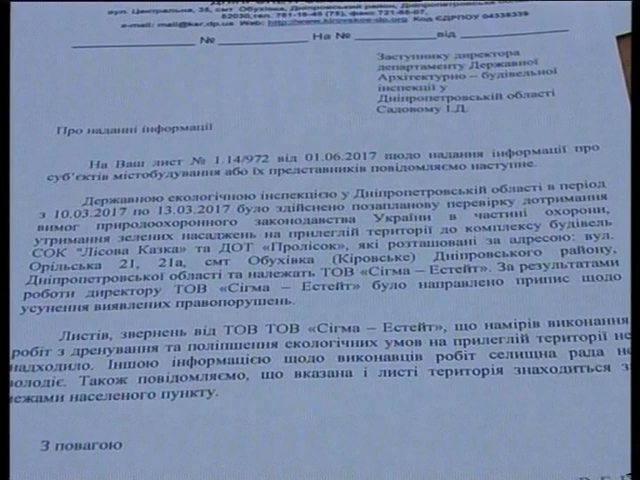 вул. Центральна, 35, смт Обухівка, Дніпровський район, Дніпропетровська
52030, тел.
e-mail: mail@ker.dp.ua Web: http://www.kirovskoe-dp.org Код ЄДРПОУ 04338339
№ На № від
Заступнику директора
департаменту Державної
Архітектурно – будівельної
інспекції у
Дніпропетровській області
Садовому І.Д.
Про наданні інформації
На Ваш лист № 1.14/972 від 01.06.2017 щодо надання інформації про
суб'єктів містобудування або їх представників повідомляємо наступне.
Державною екологічною інспекцією у Дніпропетровській області в період
з 10.03.2017 по 13.03.2017 було здійснено позапланову перевірку дотримання
вимог природоохоронного законодавства України в частині охорони,
утримання зелених насаджень на прилеглій території до комплексу будівель
СОК "Лісова Казка» та ДОТ «Пролісок», які розташовані за адресою: вул.
Орільська 21, 21а, смт Обухівка (Кіровське) Дніпровського району,
Дніпропетровської області та належать ТОВ «Сігма – Естейт». За результатами
роботи директору ТОВ «Сігма – Естейт» було направлено припис щодо
усунення виявлених правопорушень.
Листів, звернень від ТОВ ТОВ «Сігма – Естейт», що намірів виконання
робіт з дренування та поліпшення екологічних умов на прилеглій території не
надходило. Іншою інформацією щодо виконавців робіт селищна рада не
володіє. Також повідомляємо, що вказана і листі територія знаходиться за
межами населеного пункту.
З повагою